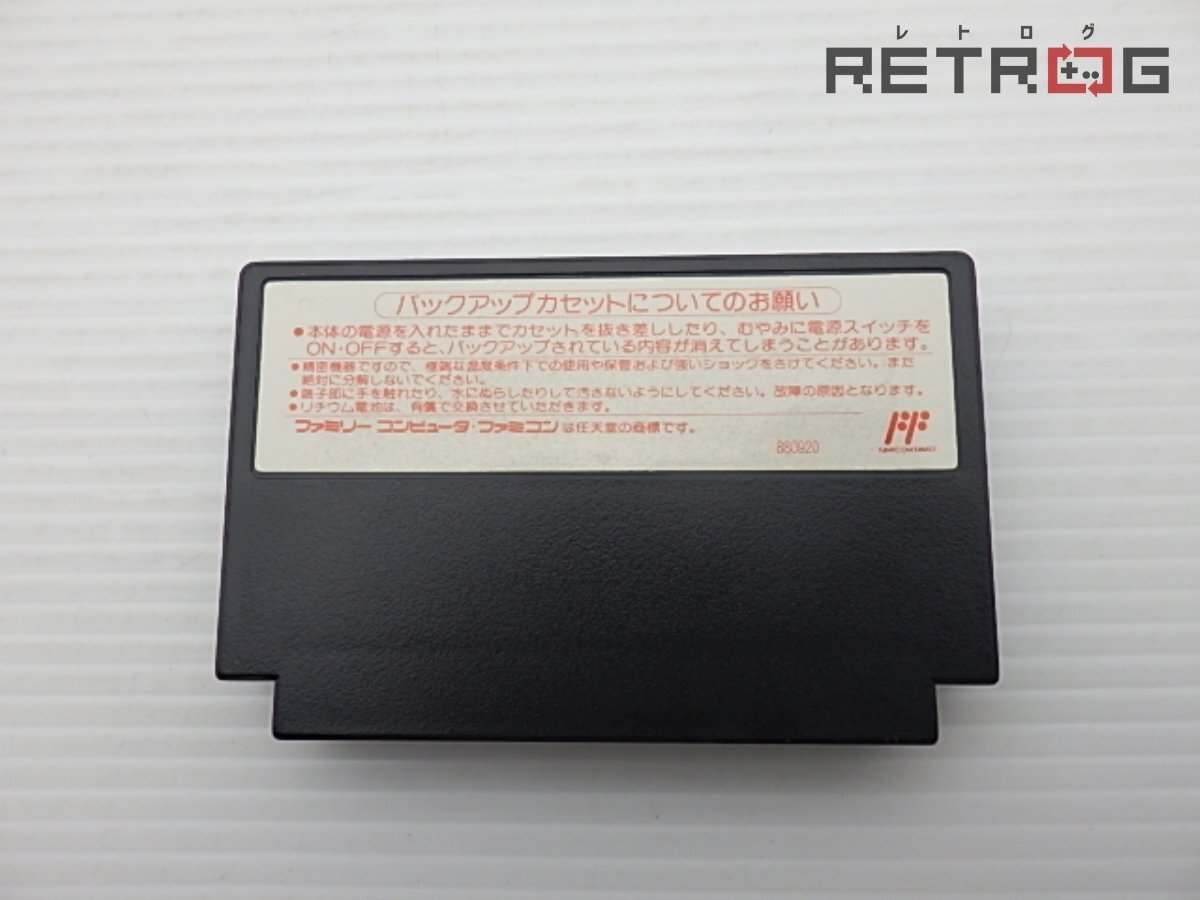 レトログ
RETROG
バックアップカセットについてのお願い
●本体の電源を入れたままでカセットを抜き差ししたり、むやみに電源スイッチを
ON・OFFすると、バックアップされている内容が消えてしまうことがあります。
●精密機器ですので、極端な温度条件下での使用や保管および強いショックをさけてください。また
絶対に分解しないでください。
●端子部に手を触れたり、水にぬらしたりして汚さないようにしてください。故障の原因となります。
●リチウム電池は、有償で交換させていただきます。
ファミリーコンピュータ・ファミコンは任天堂の商標です。
880920